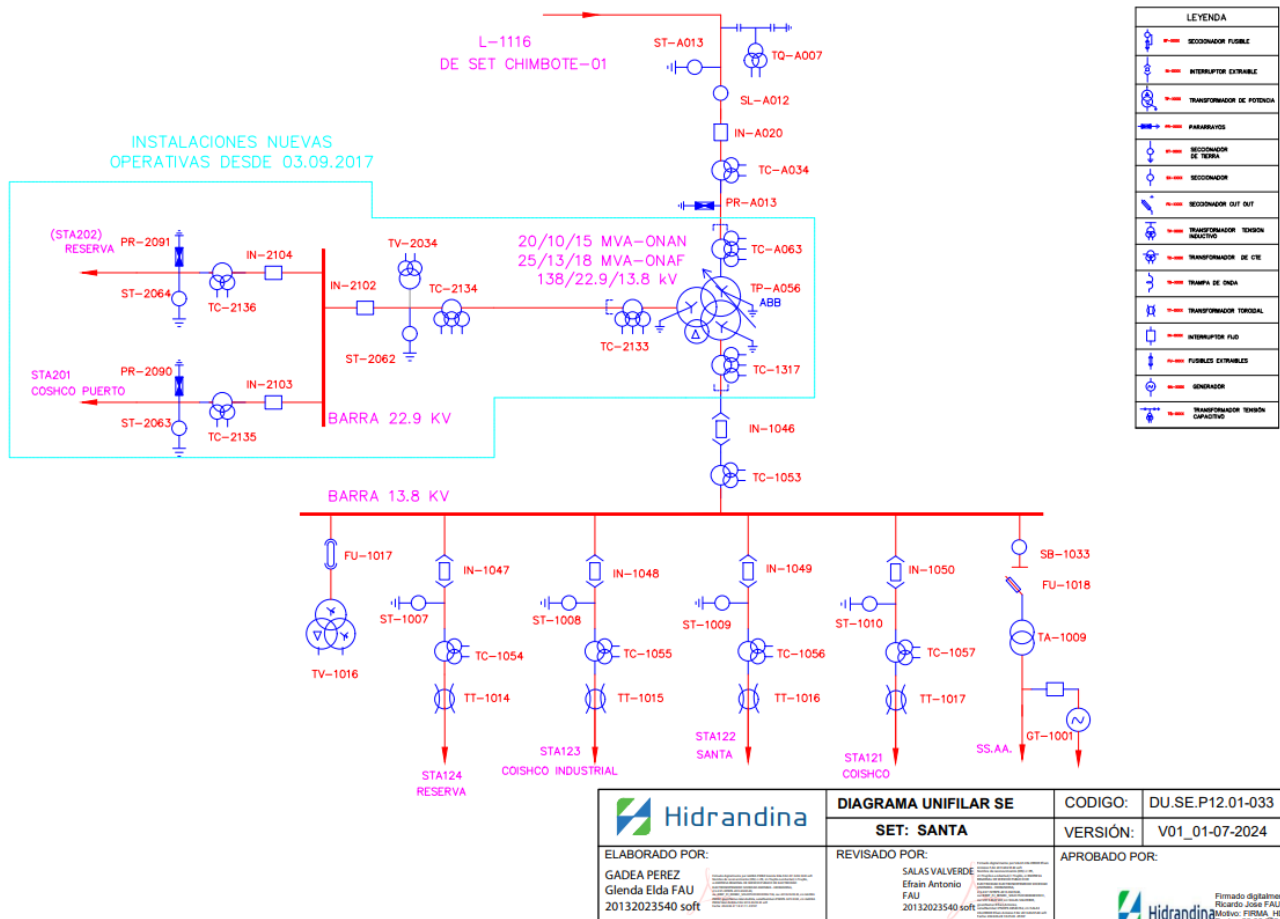 L-1116
DE SET CHIMBOTE-01
ST-A013
TQ-A007
SL-A012
IN-A020
TC-A034
PR-A013
INSTALACIONES NUEVAS
OPERATIVAS DESDE 03.09.2017
(STA202)
RESERVA
PR-2091
IN-2104
ST-2064
TC-2136
STA201
COSHCO PUERTO
PR-2090
IN-2103
ST-2063
TC-2135
BARRA 22.9 KV
IN-2102
TV-2034
ST-2062
TC-2134
20/10/15 MVA-ONAN
25/13/18 MVA-ONAF
138/22.9/13.8 kV
TC-2133
TC-A063
TP-A056
ABB
TC-1317
IN-1046
TC-1053
BARRA 13.8 KV
FU-1017
TV-1016
IN-1047
ST-1007
TC-1054
TT-1014
STA124
RESERVA
IN-1048
ST-1008
TC-1055
TT-1015
STA123
COISHCO INDUSTRIAL
IN-1049
ST-1009
TC-1056
TT-1016
STA122
SANTA
IN-1050
ST-1010
TC-1057
TT-1017
STA121
COISHCO
SB-1033
FU-1018
TA-1009
GT-1001
SS.AA.
LEYENDA
SECCIONADOR FUSIBLE
INTERRUPTOR EXTRAIBLE
TRANSFORMADOR DE POTENCIA
PARARRAYOS
SECCIONADOR
DE TIERRA
SECCIONADOR
SECCIONADOR CUT OUT
TRANSFORMADOR TENSION
INDUCTIVO
TRANSFORMADOR DE CTE
TRAMPA DE ONDA
TRANSFORMADOR TOROIDAL
INTERRUPTOR FIJO
FUSIBLES EXTRAIBLES
GENERADOR
TRANSFORMADOR TENSION
CAPACITIVO
Hidrandina
DIAGRAMA UNIFILAR SE
CODIGO: DU.SE.P12.01-033
SET: SANTA
VERSIÓN: V01_01-07-2024
ELABORADO POR:
GADEA PEREZ
Glenda Elda FAU
20132023540 soft
REVISADO POR:
SALAS VALVERDE
Efrain Antonio
FAU
20132023540 soft
APROBADO POR:
Hidrandina
Firmado digitalme
Ricardo Jose FAU
Motivo: FIRMA